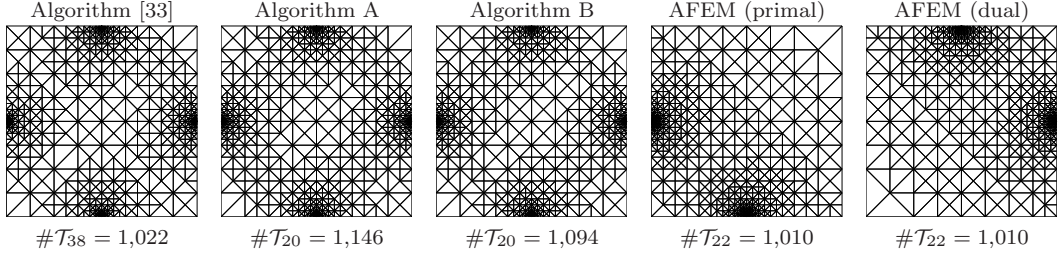 Algorithm [33] Algorithm A Algorithm B AFEM (primal) AFEM (dual)
#𝒯₃₈ = 1,022 #𝒯₂₀ = 1,146 #𝒯₂₀ = 1,094 #𝒯₂₂ = 1,010 #𝒯₂₂ = 1,010